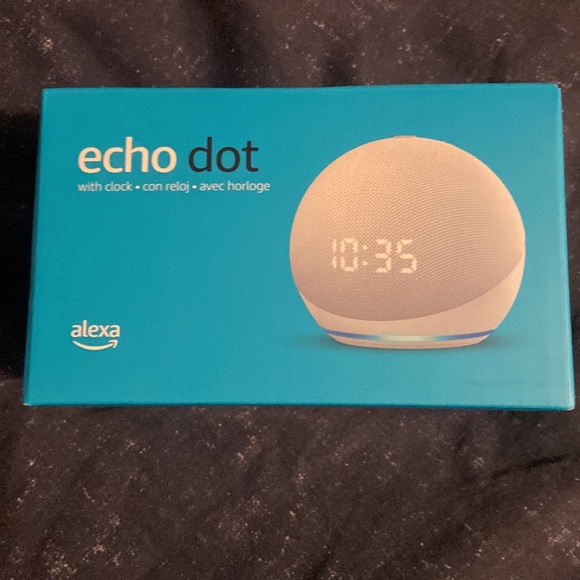 echo dot
with clock • con reloj • avec horloge
10:35
alexa